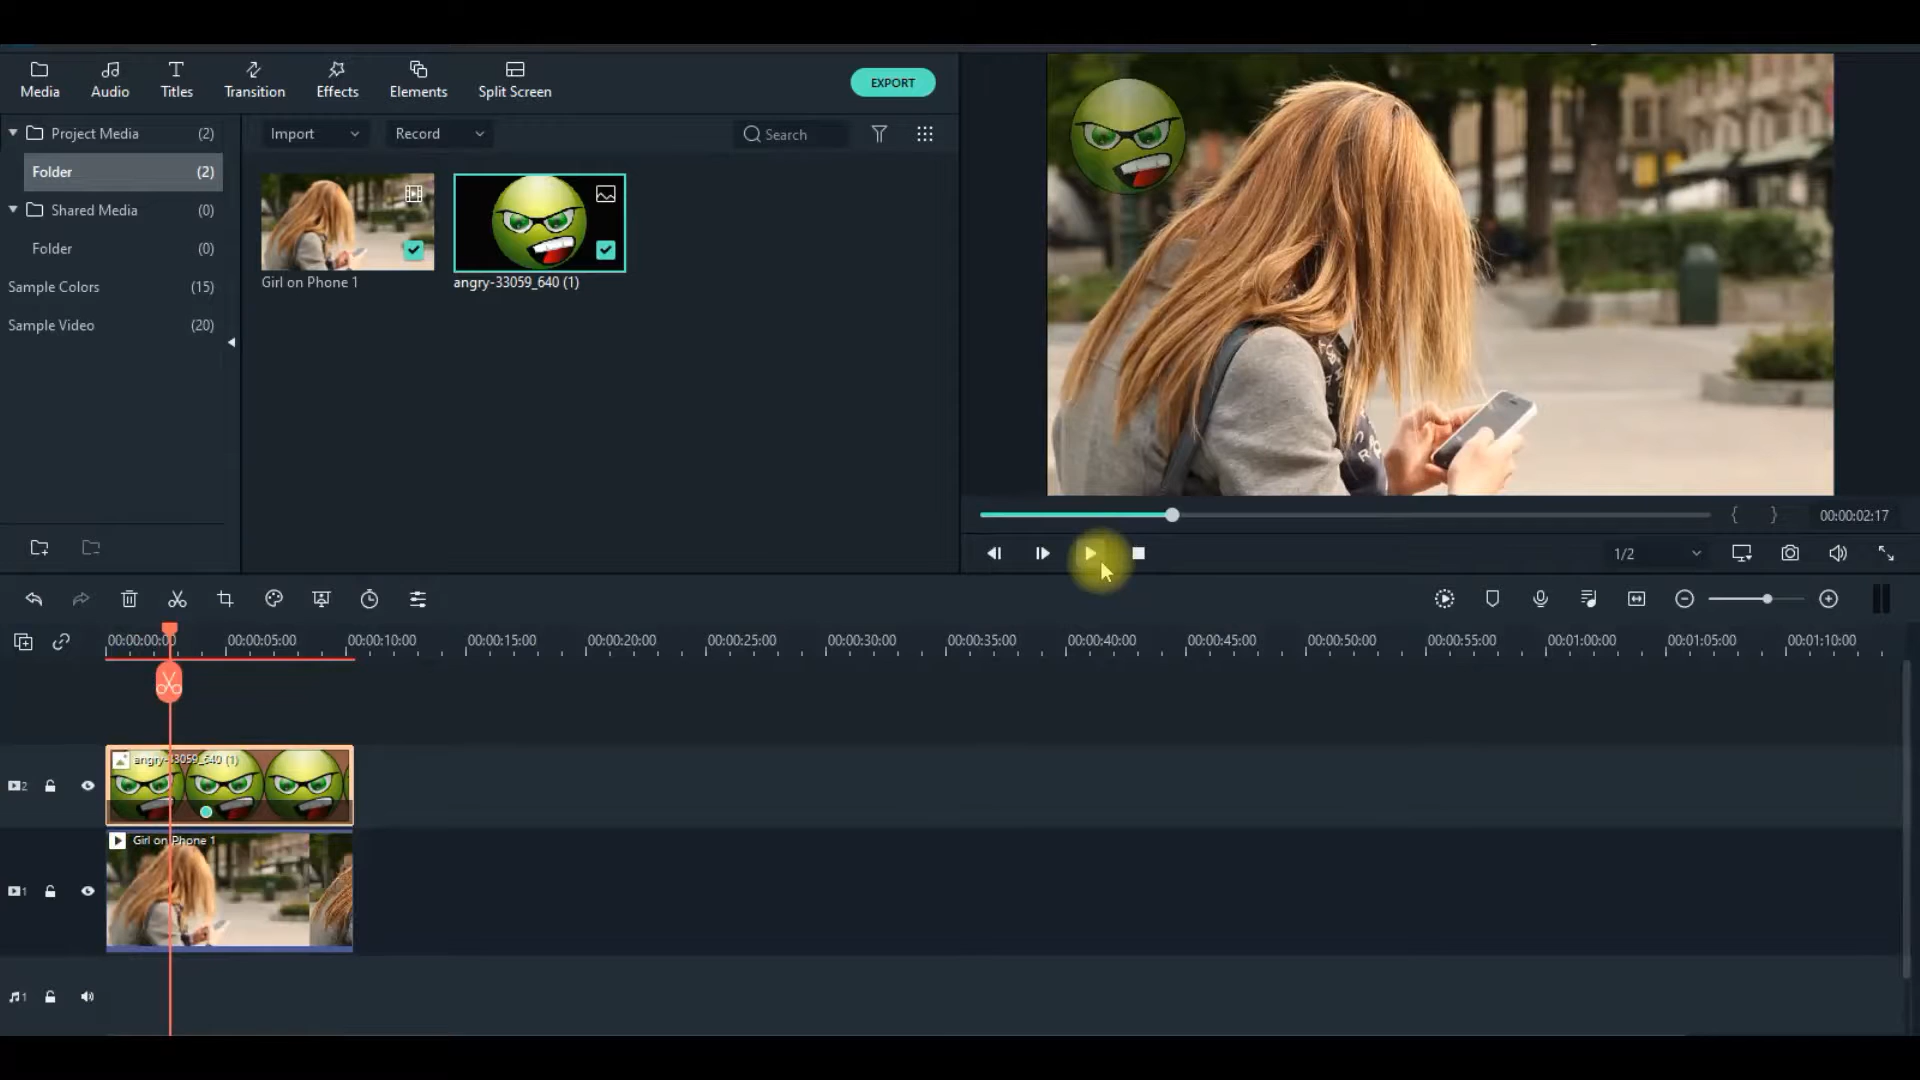 Media Audio Titles Transition Effects Elements Split Screen EXPORT
Project Media (2)
Folder (2)
Shared Media (0)
Folder (0)
Sample Colors (15)
Sample Video (20)
Import Record Search
Girl on Phone 1 angry-33059_640 (1)
{ } 00:00:02:17
1/2
00:00:00:00 00:00:05:00 00:00:10:00 00:00:15:00 00:00:20:00 00:00:25:00 00:00:30:00 00:00:35:00 00:00:40:00 00:00:45:00 00:00:50:00 00:00:55:00 00:01:00:00 00:01:05:00 00:01:10:00
angry-33059_640 (1)
2
Girl on Phone 1
1
1